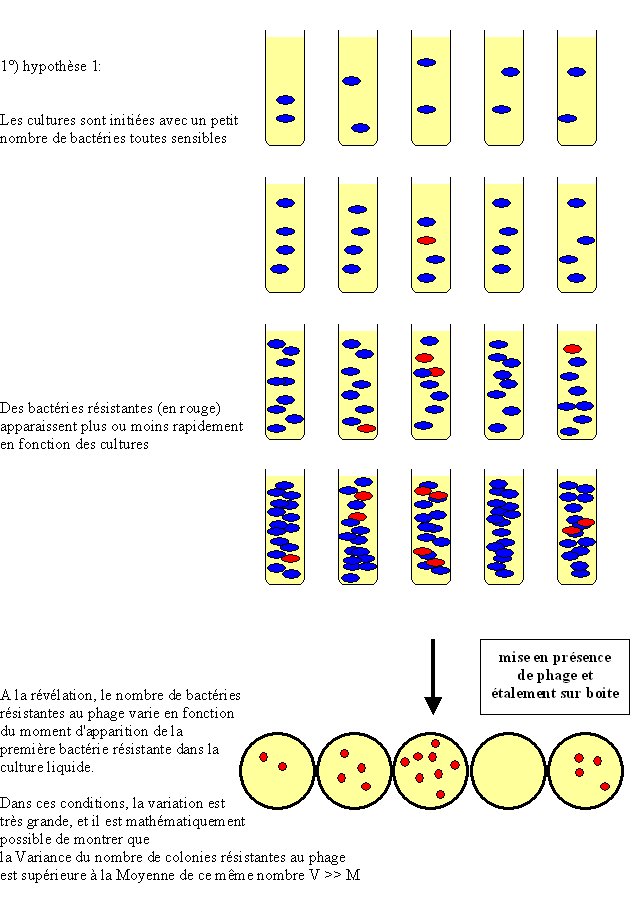 1°) hypothèse 1:
Les cultures sont initiées avec un petit
nombre de bactéries toutes sensibles
Des bactéries résistantes (en rouge)
apparaissent plus ou moins rapidement
en fonction des cultures
mise en présence
de phage et
étalement sur boite
A la révélation, le nombre de bactéries
résistantes au phage varie en fonction
du moment d'apparition de la
première bactérie résistante dans la
culture liquide.
Dans ces conditions, la variation est
très grande, et il est mathématiquement
possible de montrer que
la Variance du nombre de colonies résistantes au phage
est supérieure à la Moyenne de ce même nombre V >> M